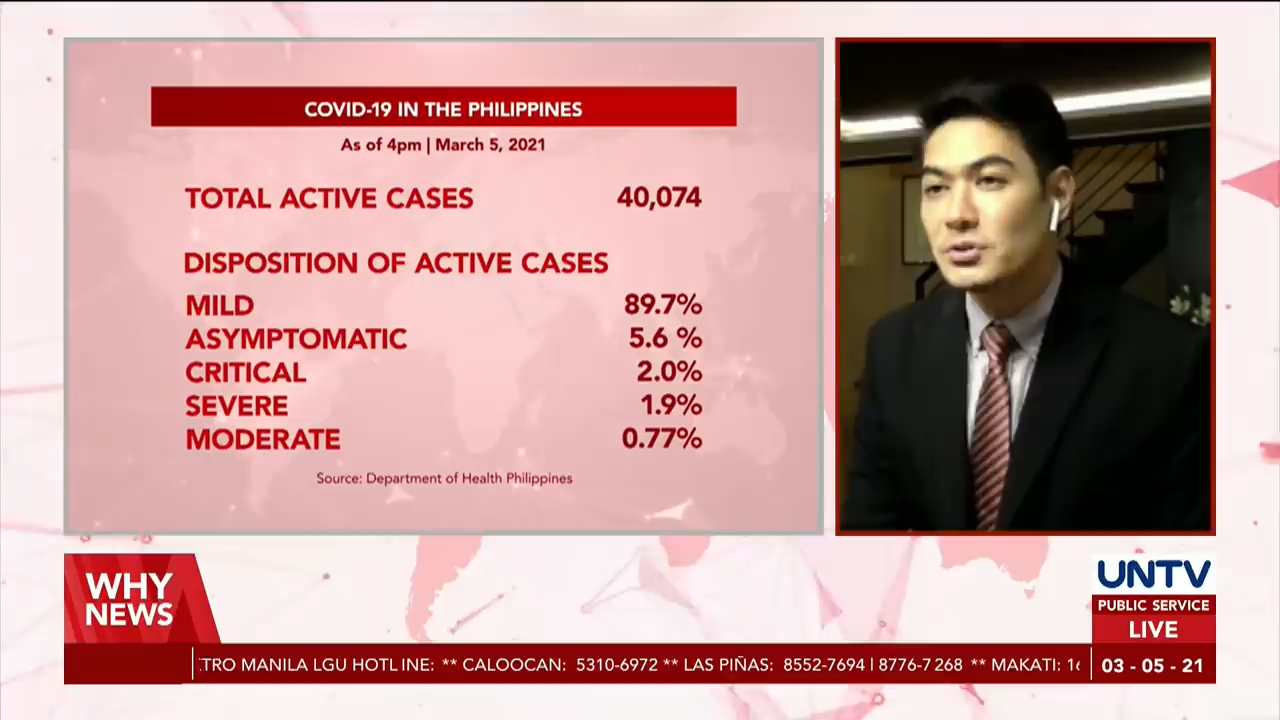 COVID-19 IN THE PHILIPPINES
As of 4pm | March 5, 2021
TOTAL ACTIVE CASES 40,074
DISPOSITION OF ACTIVE CASES
MILD 89.7%
ASYMPTOMATIC 5.6 %
CRITICAL 2.0%
SEVERE 1.9%
MODERATE 0.77%
Source: Department of Health Philippines
WHY
NEWS
UNTV
PUBLIC SERVICE
LIVE
TRO MANILA LGU HOTLINE: ** CALOOCAN: 5310-6972 ** LAS PIÑAS: 8552-7694 | 8776-7268 ** MAKATI:
03 - 05 - 21